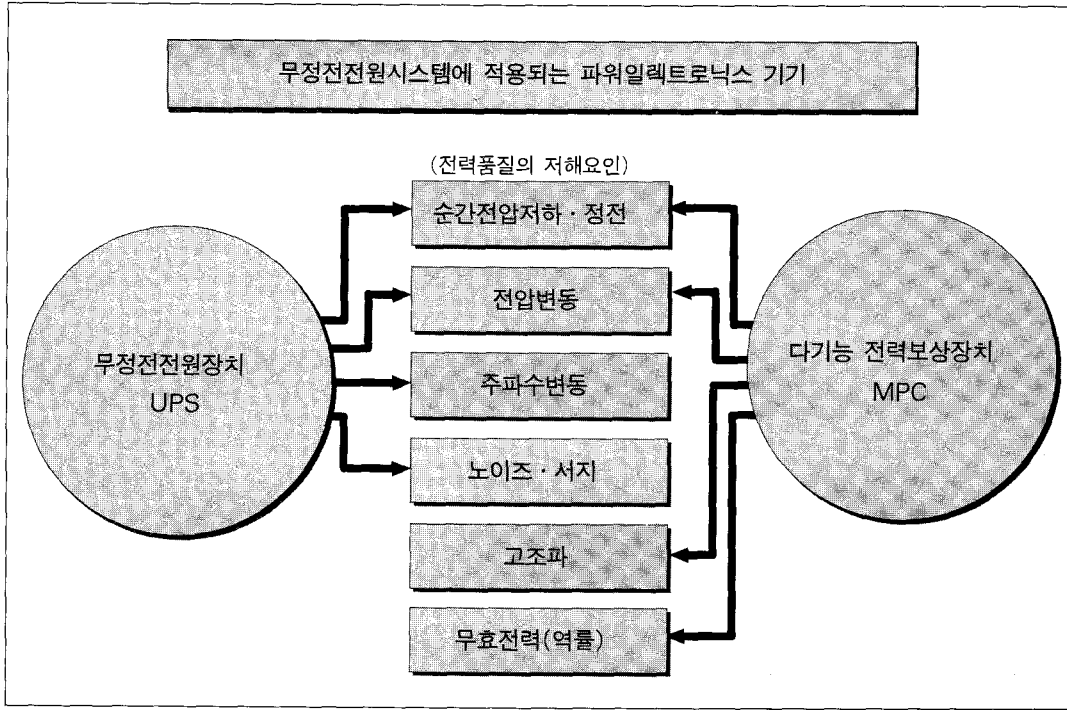 무정전전원시스템에 적용되는 파워일렉트로닉스 기기
(전력품질의 저해요인)
순간전압저하 · 정전
전압변동
주파수변동
노이즈 · 서지
고조파
무효전력(역률)
무정전전원장치
UPS
다기능 전력보상장치
MPC